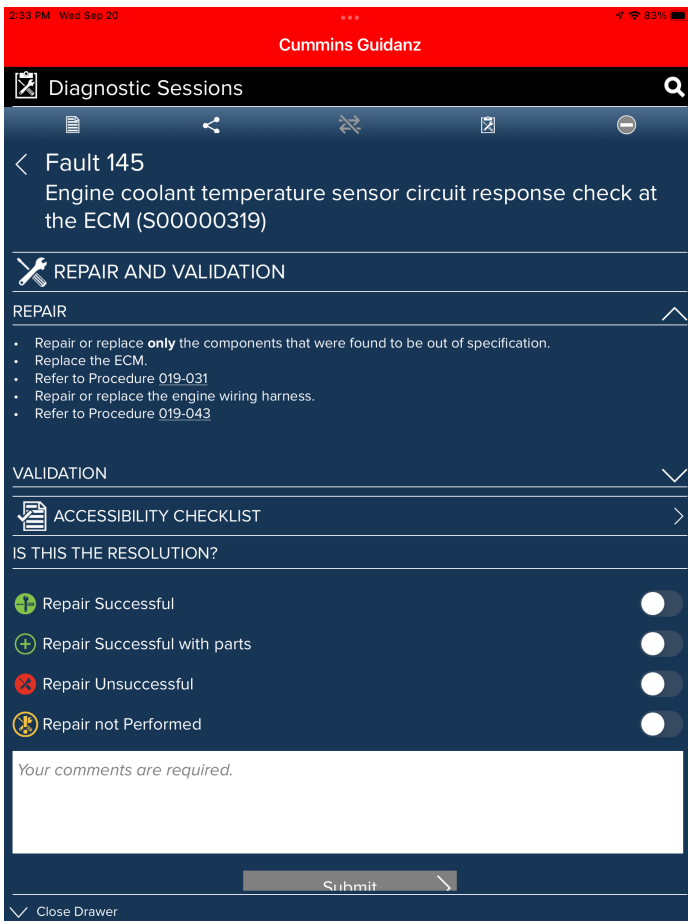 2:33 PM Wed Sep 20
83%
Cummins Guidanz
Diagnostic Sessions
Fault 145
Engine coolant temperature sensor circuit response check at
the ECM (S00000319)
REPAIR AND VALIDATION
REPAIR
• Repair or replace only the components that were found to be out of specification.
• Replace the ECM.
• Refer to Procedure 019-031
• Repair or replace the engine wiring harness.
• Refer to Procedure 019-043
VALIDATION
ACCESSIBILITY CHECKLIST
IS THIS THE RESOLUTION?
Repair Successful
Repair Successful with parts
Repair Unsuccessful
Repair not Performed
Your comments are required.
Submit
Close Drawer